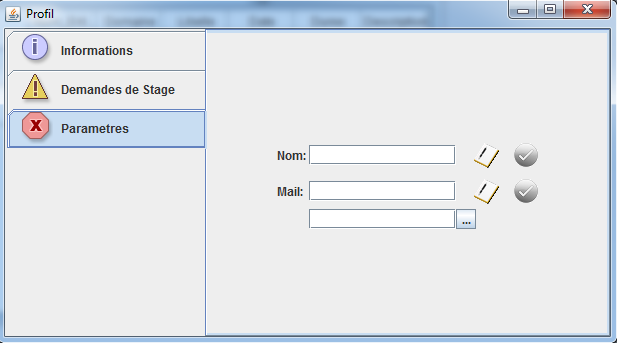 Profil
Informations
Demandes de Stage
Parametres
Nom:
Mail:
...